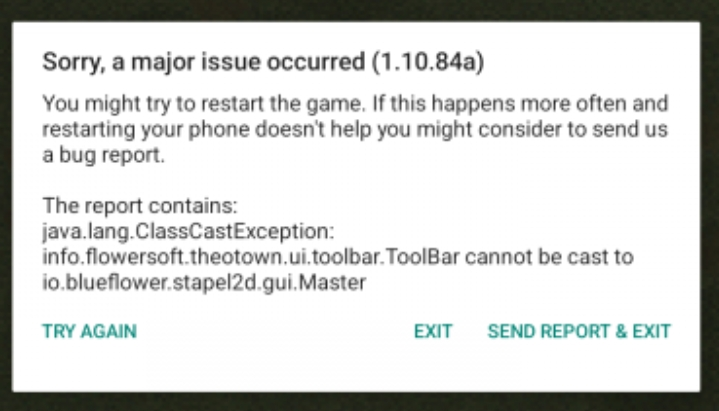 Sorry, a major issue occurred (1.10.84a)
You might try to restart the game. If this happens more often and
restarting your phone doesn't help you might consider to send us
a bug report.
The report contains:
java.lang.ClassCastException:
info.flowersoft.theotown.ui.toolbar.ToolBar cannot be cast to
io.blueflower.stapel2d.gui.Master
TRY AGAIN EXIT SEND REPORT & EXIT